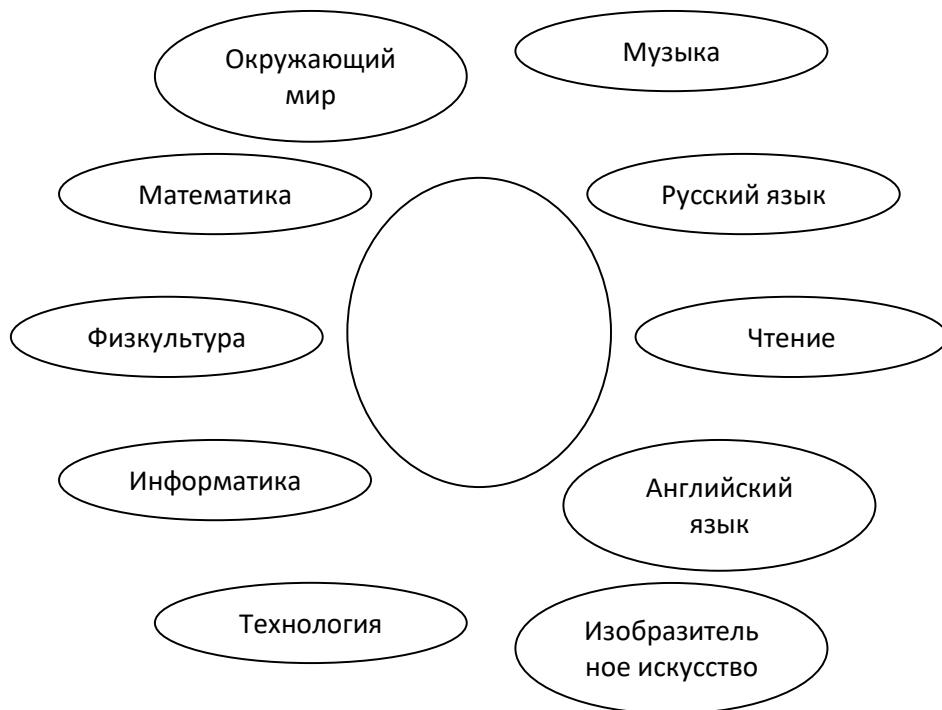 Окружающий
мир
Музыка
Математика
Русский язык
Физкультура
Чтение
Информатика
Английский
язык
Технология
Изобразитель
ное искусство